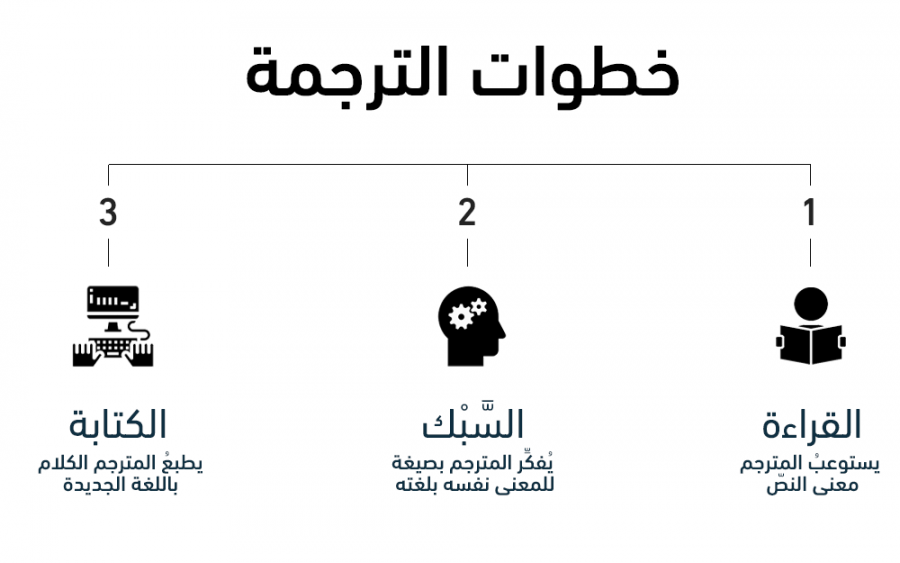 خطوات الترجمة
1
2
3
القراءة
يستوعبُ المترجم
معنى النصّ
السَّبْك
يُفكِّر المترجم بصيغة
للمعنى نفسه بلغته
الكتابة
يطبعُ المترجم الكلام
باللغة الجديدة